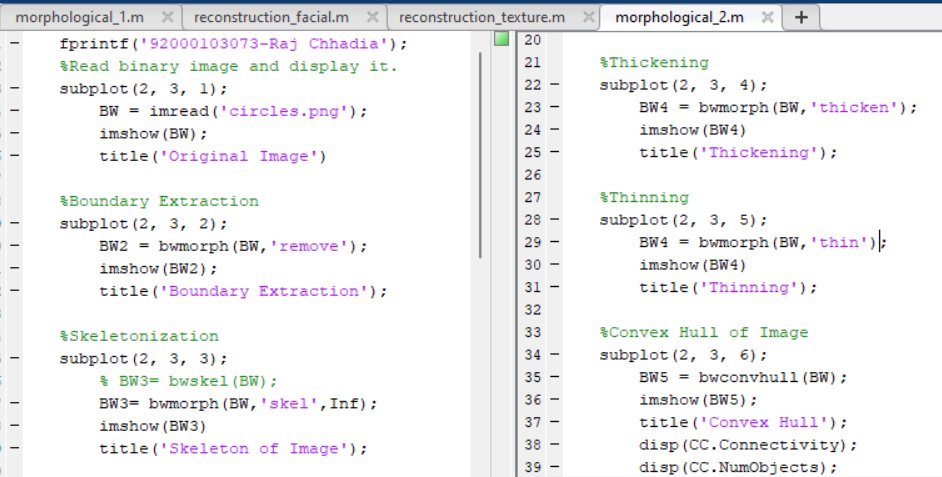 morphological_1.m × reconstruction_facial.m × reconstruction_texture.m × morphological_2.m × +
fprintf('92000103073-Raj Chhadia');
%Read binary image and display it.
subplot(2, 3, 1);
BW = imread('circles.png');
imshow(BW);
title('Original Image')
%Boundary Extraction
subplot(2, 3, 2);
BW2 = bwmorph(BW,'remove');
imshow(BW2);
title('Boundary Extraction');
%Skeletonization
subplot(2, 3, 3);
% BW3= bwskel(BW);
BW3= bwmorph(BW,'skel',Inf);
imshow(BW3)
title('Skeleton of Image');
20
21 %Thickening
22 – subplot(2, 3, 4);
23 – BW4 = bwmorph(BW,'thicken');
24 – imshow(BW4)
25 – title('Thickening');
26
27 %Thinning
28 – subplot(2, 3, 5);
29 – BW4 = bwmorph(BW,'thin');
30 – imshow(BW4)
31 – title('Thinning');
32
33 %Convex Hull of Image
34 – subplot(2, 3, 6);
35 – BW5 = bwconvhull(BW);
36 – imshow(BW5);
37 – title('Convex Hull');
38 – disp(CC.Connectivity);
39 – disp(CC.NumObjects);